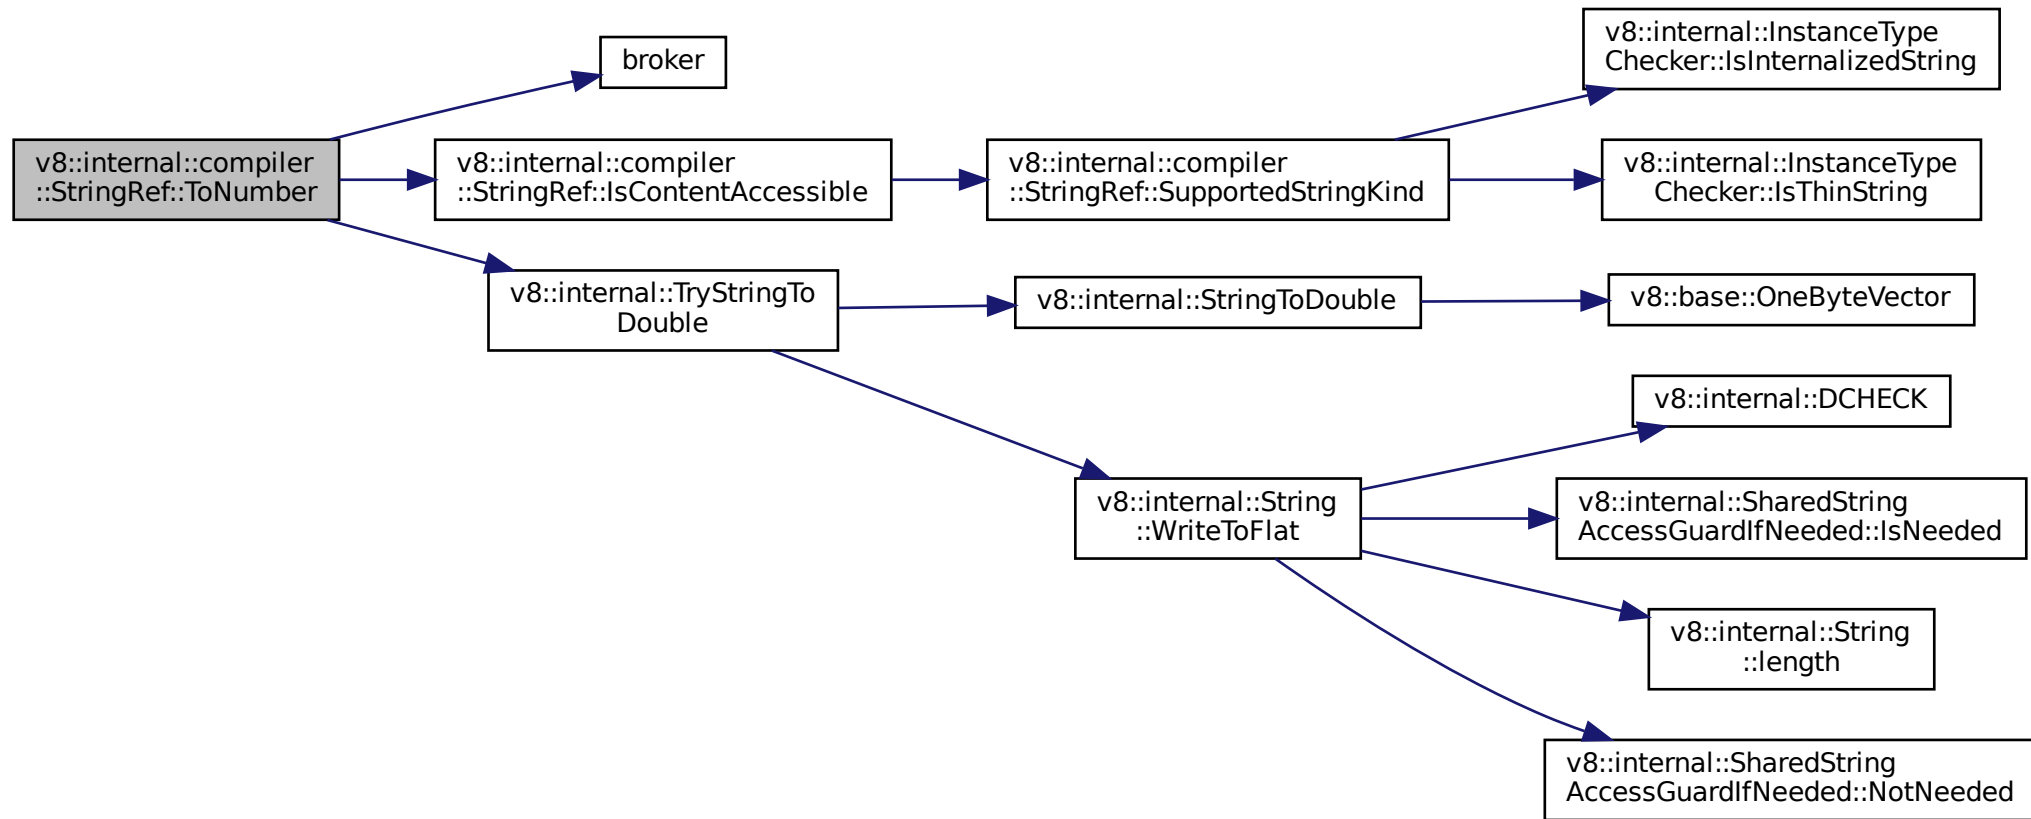 v8::internal::compiler
::StringRef::ToNumber
broker
v8::internal::compiler
::StringRef::IsContentAccessible
v8::internal::compiler
::StringRef::SupportedStringKind
v8::internal::InstanceType
Checker::IsInternalizedString
v8::internal::InstanceType
Checker::IsThinString
v8::internal::TryStringTo
Double
v8::internal::StringToDouble
v8::base::OneByteVector
v8::internal::String
::WriteToFlat
v8::internal::DCHECK
v8::internal::SharedString
AccessGuardIfNeeded::IsNeeded
v8::internal::String
::length
v8::internal::SharedString
AccessGuardIfNeeded::NotNeeded